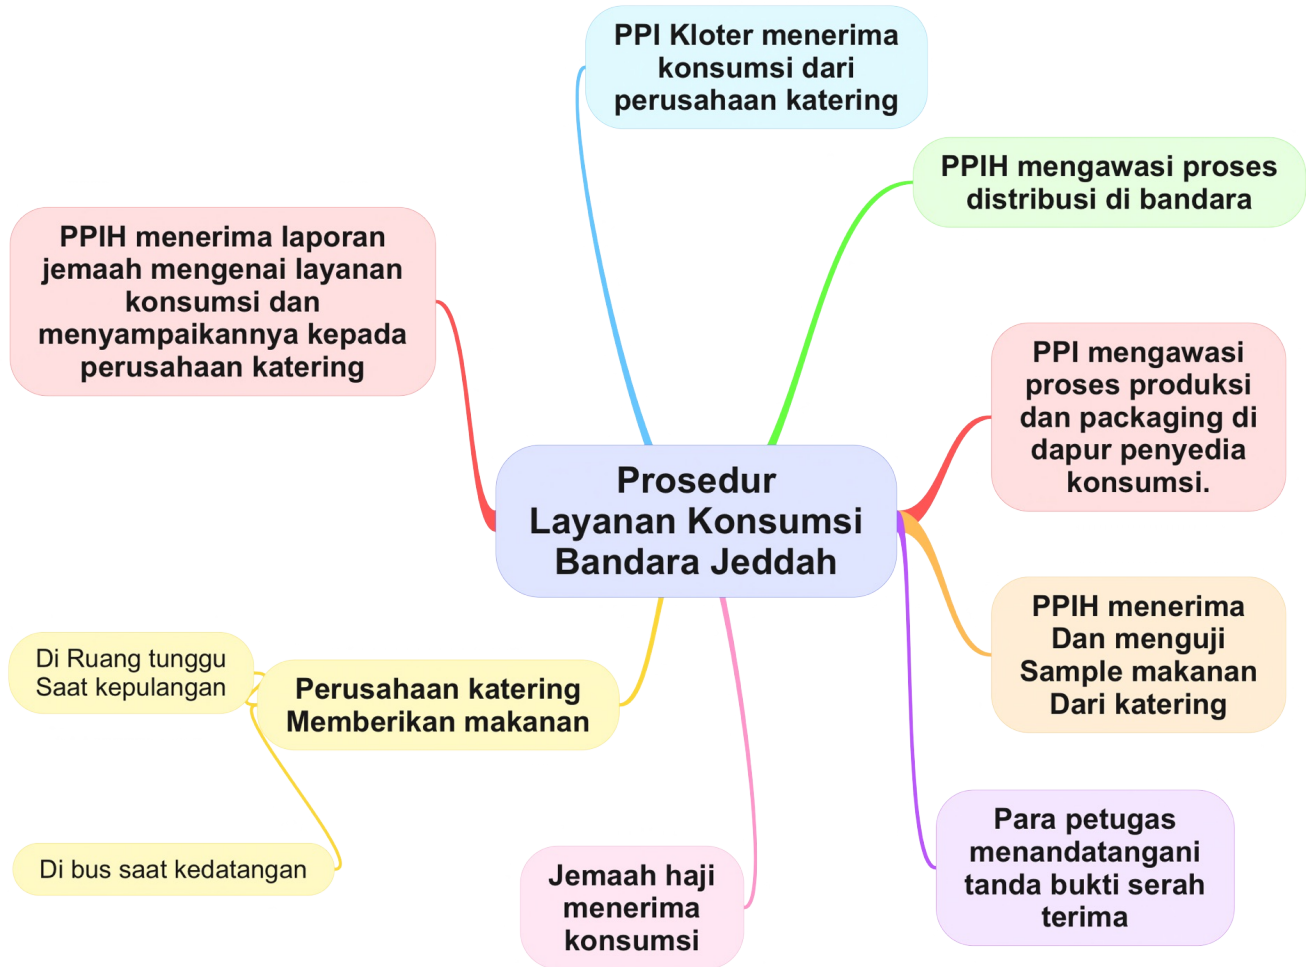 PPI Kloter menerima
konsumsi dari
perusahaan katering
PPIH mengawasi proses
distribusi di bandara
PPIH menerima laporan
jemaah mengenai layanan
konsumsi dan
menyampaikannya kepada
perusahaan katering
PPI mengawasi
proses produksi
dan packaging di
dapur penyedia
konsumsi.
Prosedur
Layanan Konsumsi
Bandara Jeddah
PPIH menerima
Dan menguji
Sample makanan
Dari katering
Di Ruang tunggu
Saat kepulangan
Perusahaan katering
Memberikan makanan
Di bus saat kedatangan
Jemaah haji
menerima
konsumsi
Para petugas
menandatangani
tanda bukti serah
terima